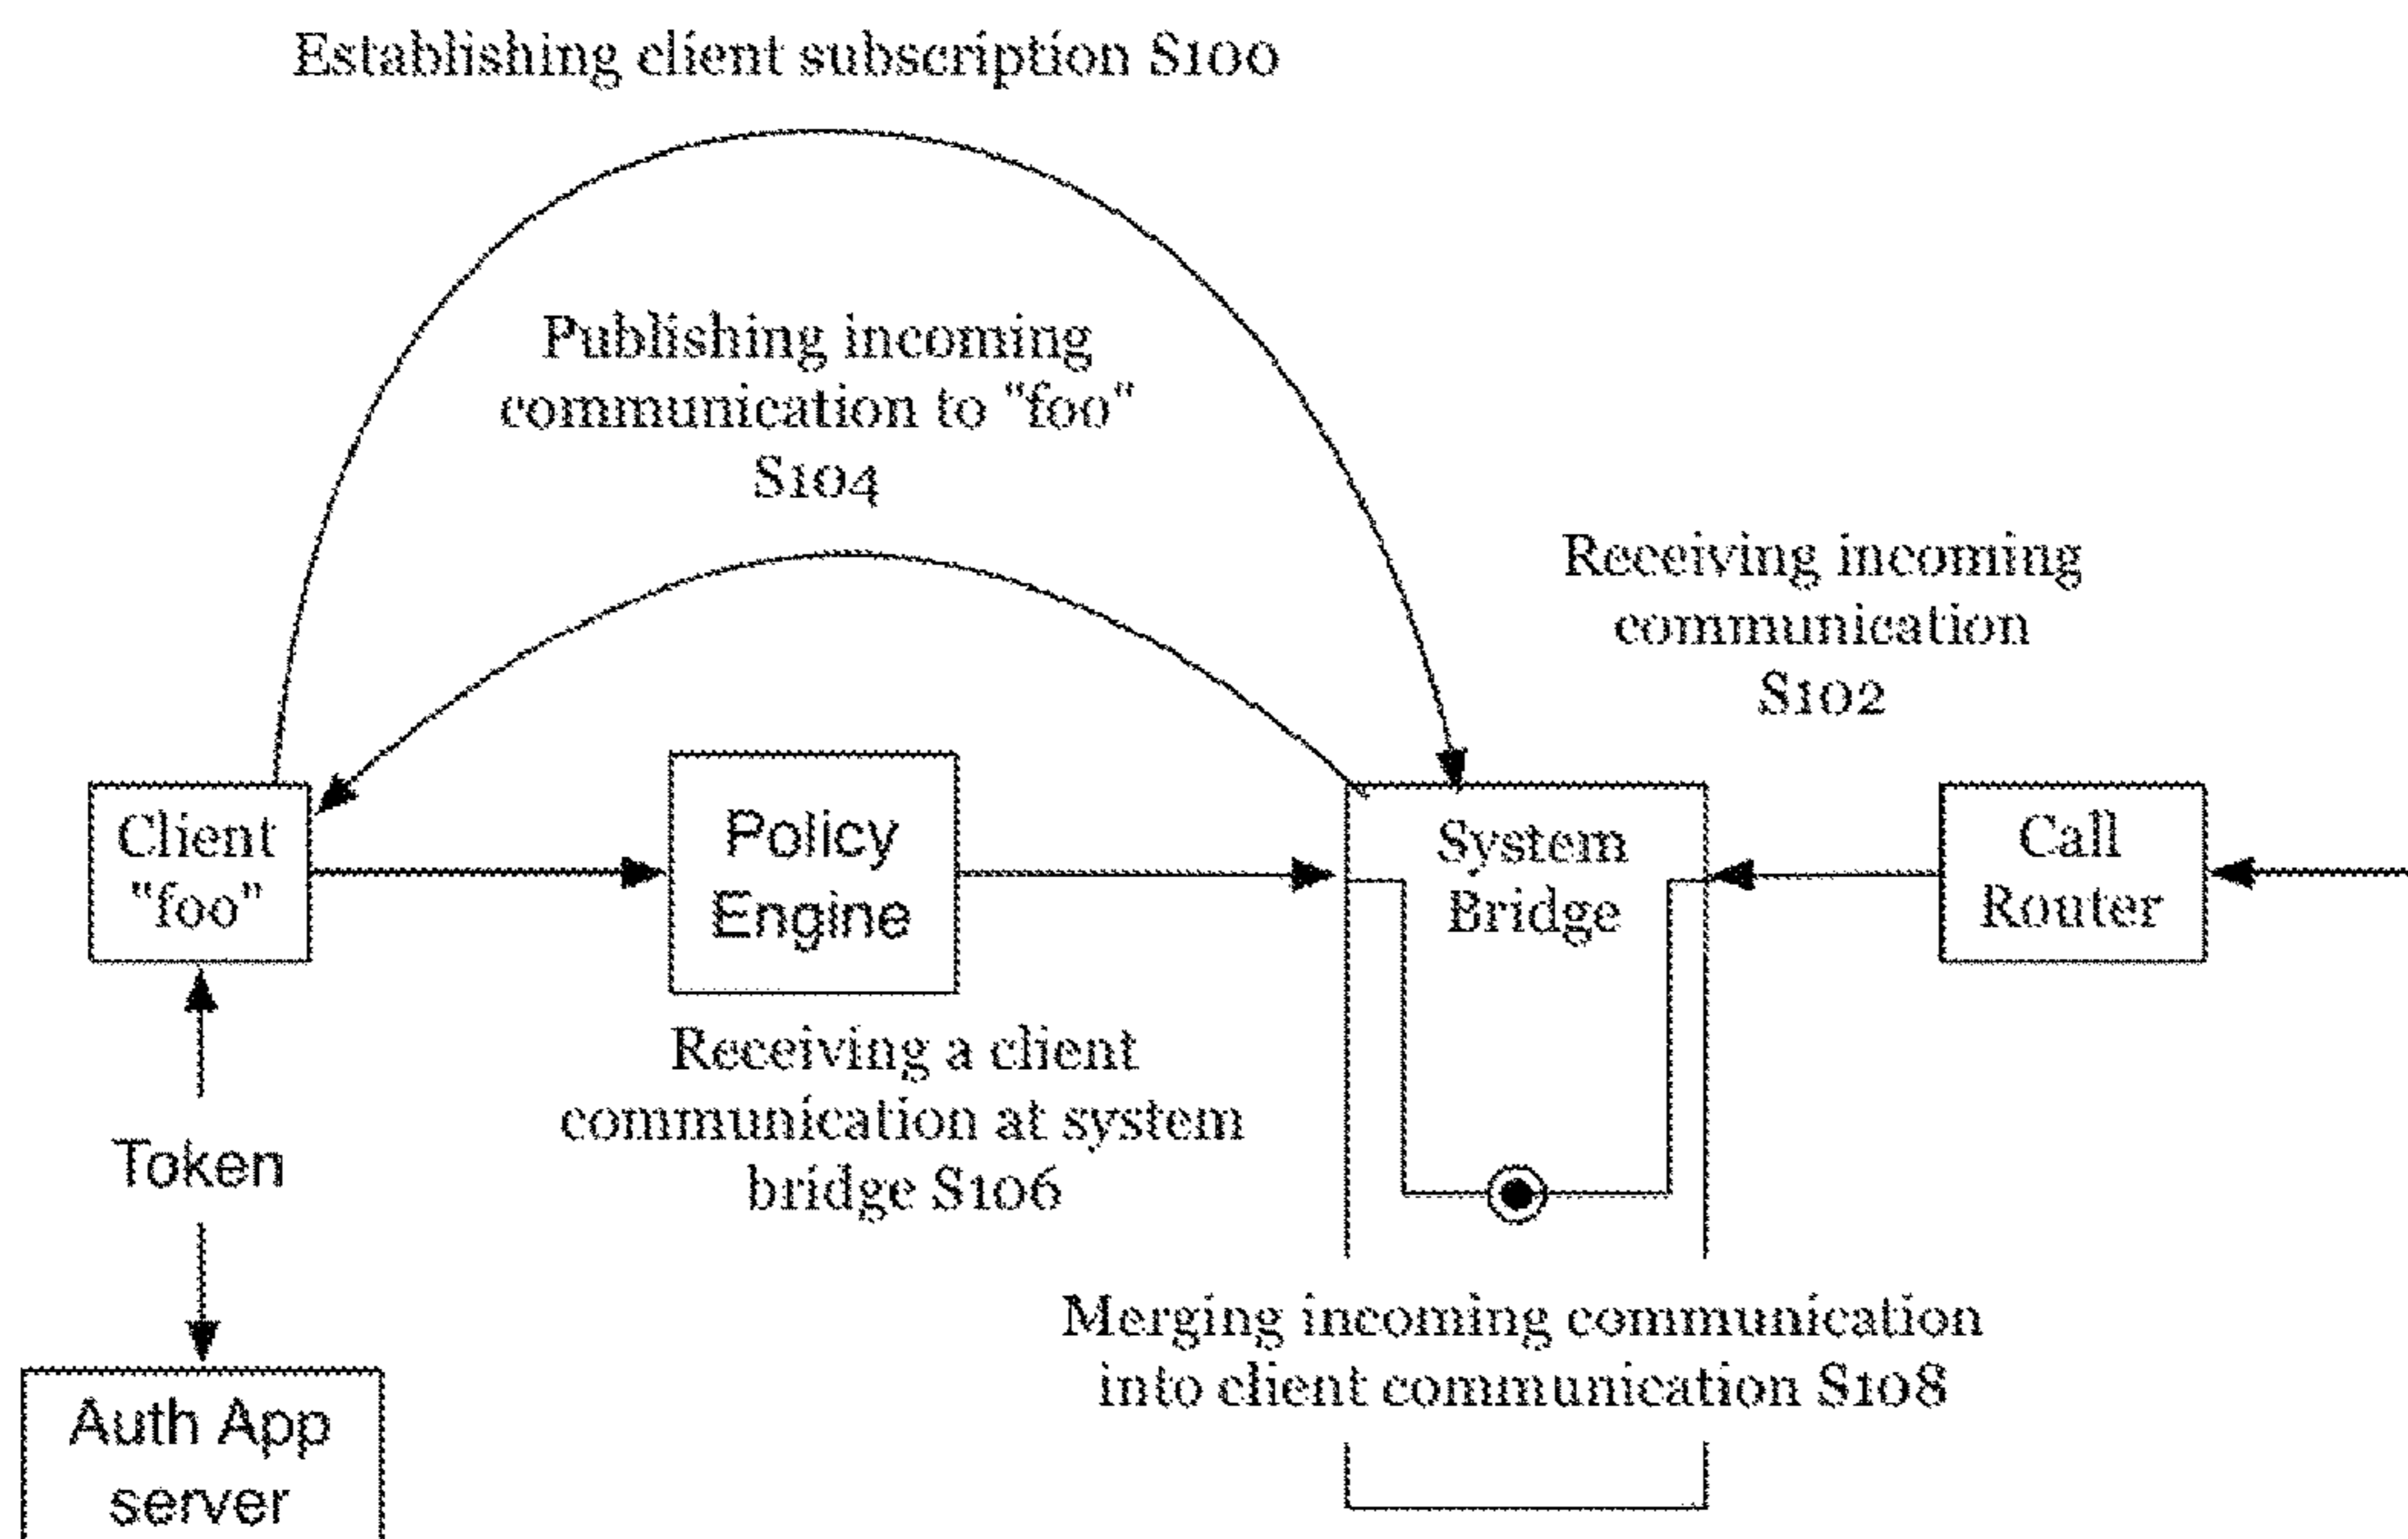 Establishing client subscription S100
Publishing incoming
communication to "foo"
S104
Receiving incoming
communication
S102
Client
"foo"
Policy
Engine
System
Bridge
Call
Router
Receiving a client
communication at system
bridge S106
Token
Merging incoming communication
into client communication S108
Auth App
server